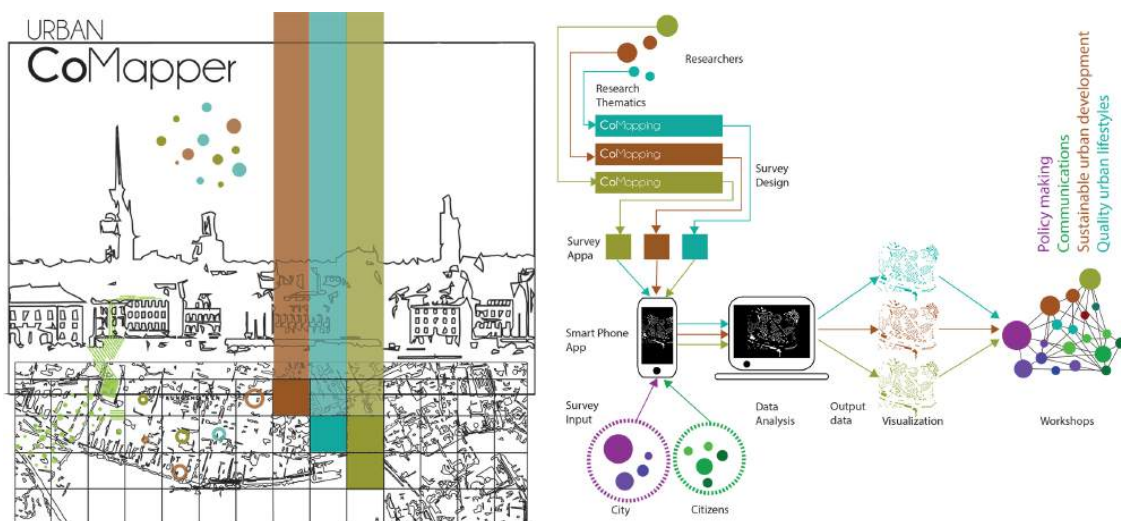 URBAN
CoMapper
Researchers
Research
Thematics
CoMapping
CoMapping
CoMapping
Survey
Design
Survey
Appa
Smart Phone
App
Survey
Input
City
Citizens
Data
Analysis
Output
data
Visualization
Workshops
Policy making
Communications
Sustainable urban development
Quality urban lifestyles